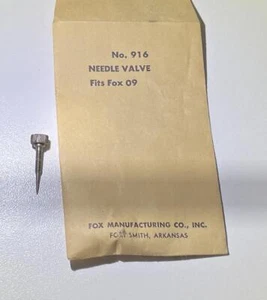 No. 916
NEEDLE VALVE
Fits Fox 09
FOX MANUFACTURING CO., INC.
FORT SMITH, ARKANSAS